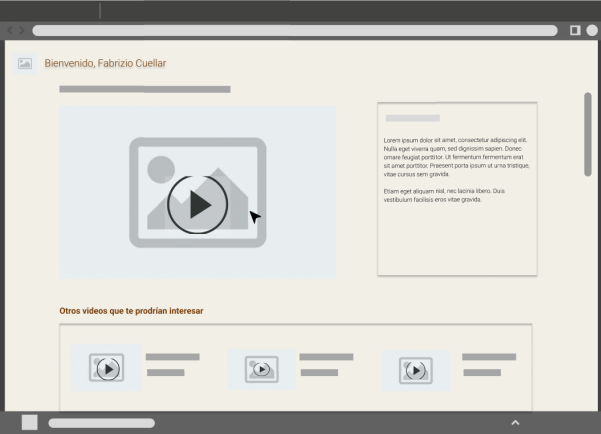 Bienvenido, Fabrizio Cuellar
Lorem ipsum dolor sit amet, consectetur adipiscing elit.
Nulla eget viverra quam, sed dignissim sapien. Donec
ornare feugiat porttitor. Ut fermentum fermentum erat
sit amet porttitor. Praesent porta ipsum ut urna tristique,
vitae cursus sem gravida.
Etiam eget aliquam nisl, nec lacinia libero. Duis
vestibulum facilisis eros vitae gravida.
Otros videos que te prodrían interesar